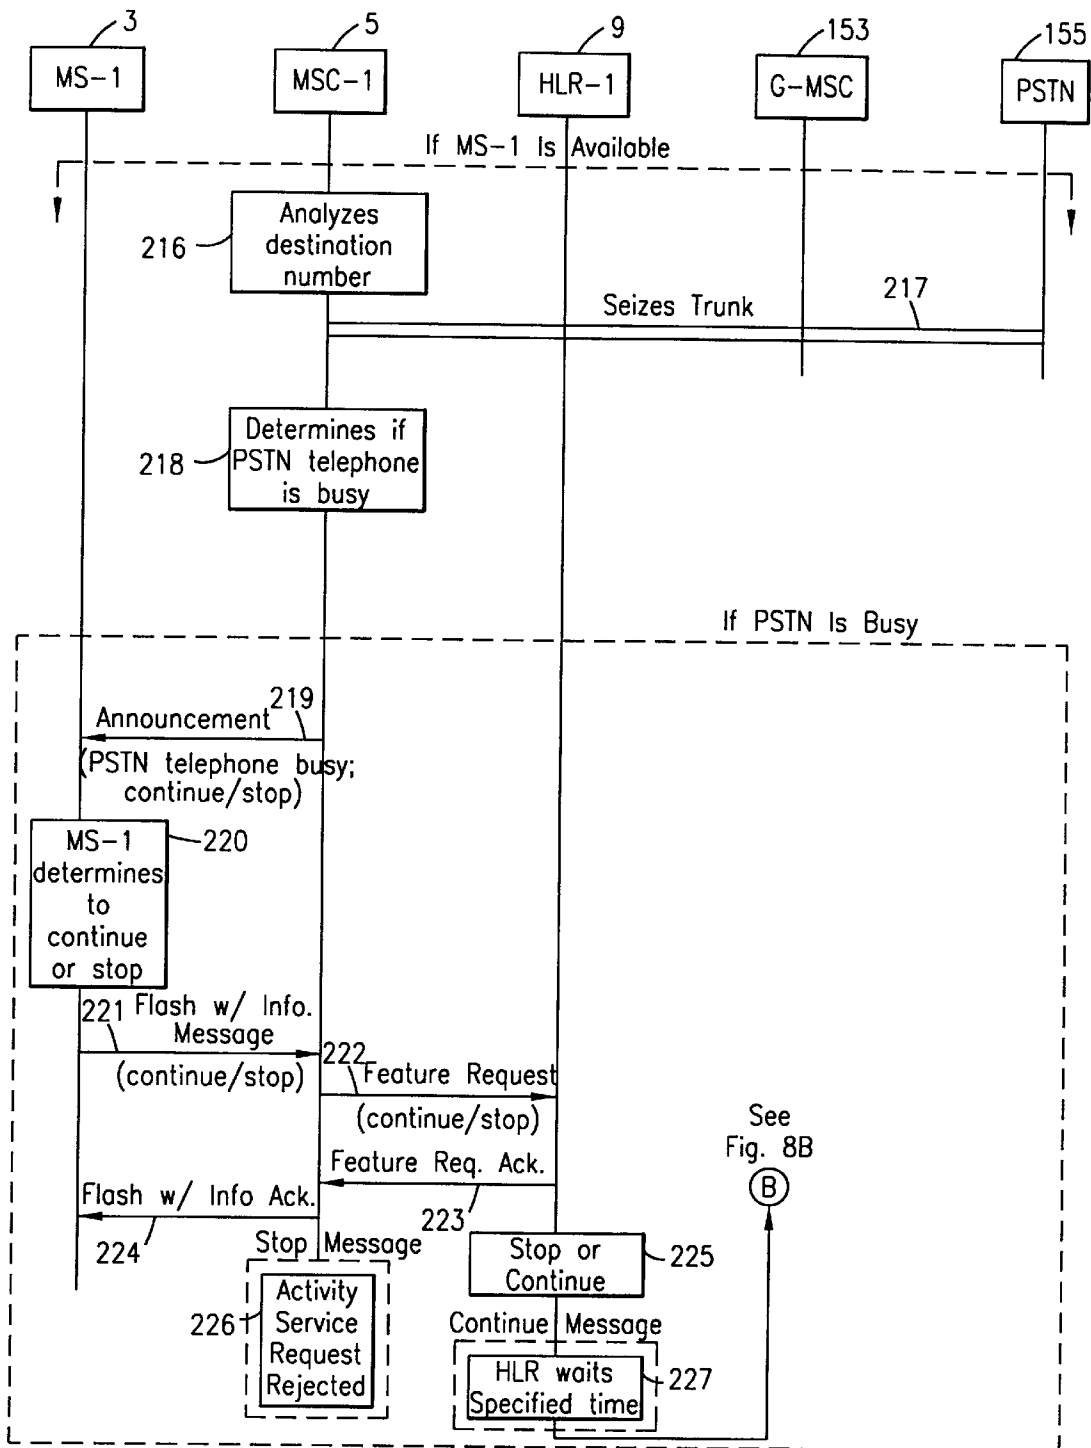 3
5
9
153
155
MS-1
MSC-1
HLR-1
G-MSC
PSTN
If MS-1 Is Available
216
Analyzes
destination
number
Seizes Trunk
217
218
Determines if
PSTN telephone
is busy
If PSTN Is Busy
Announcement
219
(PSTN telephone busy;
continue/stop)
MS-1
determines
to
continue
or stop
220
221
Flash w/ Info.
Message
(continue/stop)
222
Feature Request
(continue/stop)
See
Fig. 8B
B
Feature Req. Ack.
223
Flash w/ Info Ack.
224
Stop Message
226
Activity
Service
Request
Rejected
Stop or
Continue
225
Continue Message
HLR waits
Specified time
227